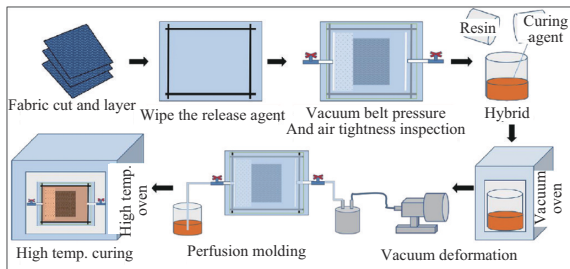 Resin
Curing
agent
Fabric cut and layer
Wipe the release agent
Vacuum belt pressure
And air tightness inspection
Hybrid
High temp.
oven
Vacuum
oven
High temp. curing
Perfusion molding
Vacuum deformation